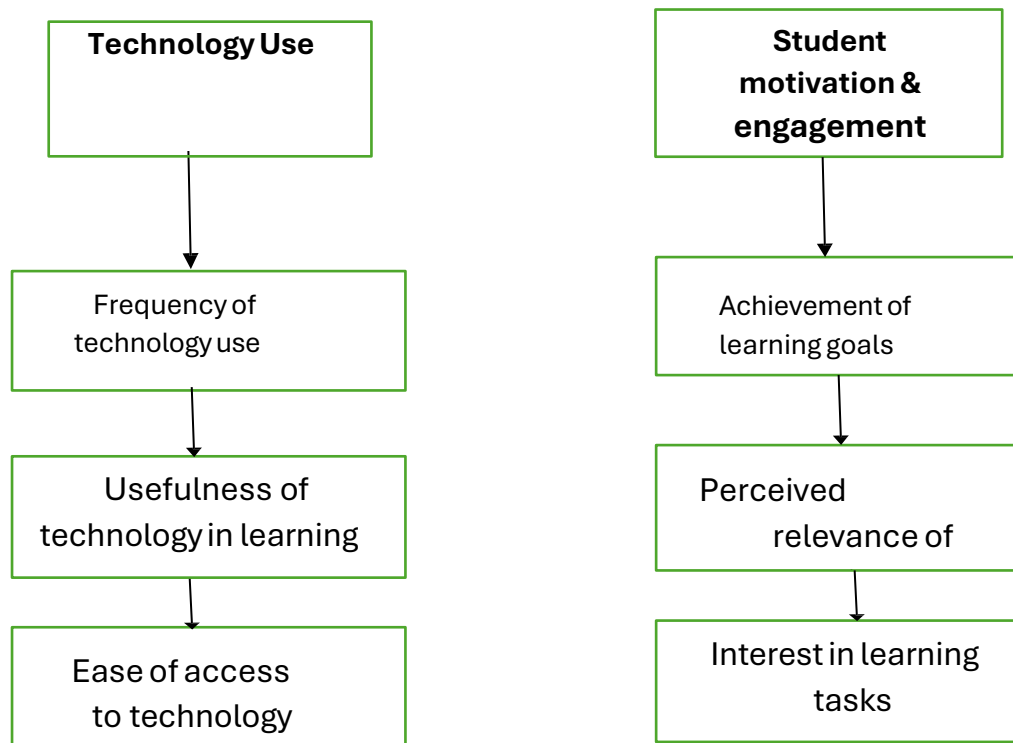 Technology Use
Frequency of
technology use
Usefulness of
technology in learning
Ease of access
to technology
Student
motivation &
engagement
Achievement of
learning goals
Perceived
relevance of
Interest in learning
tasks